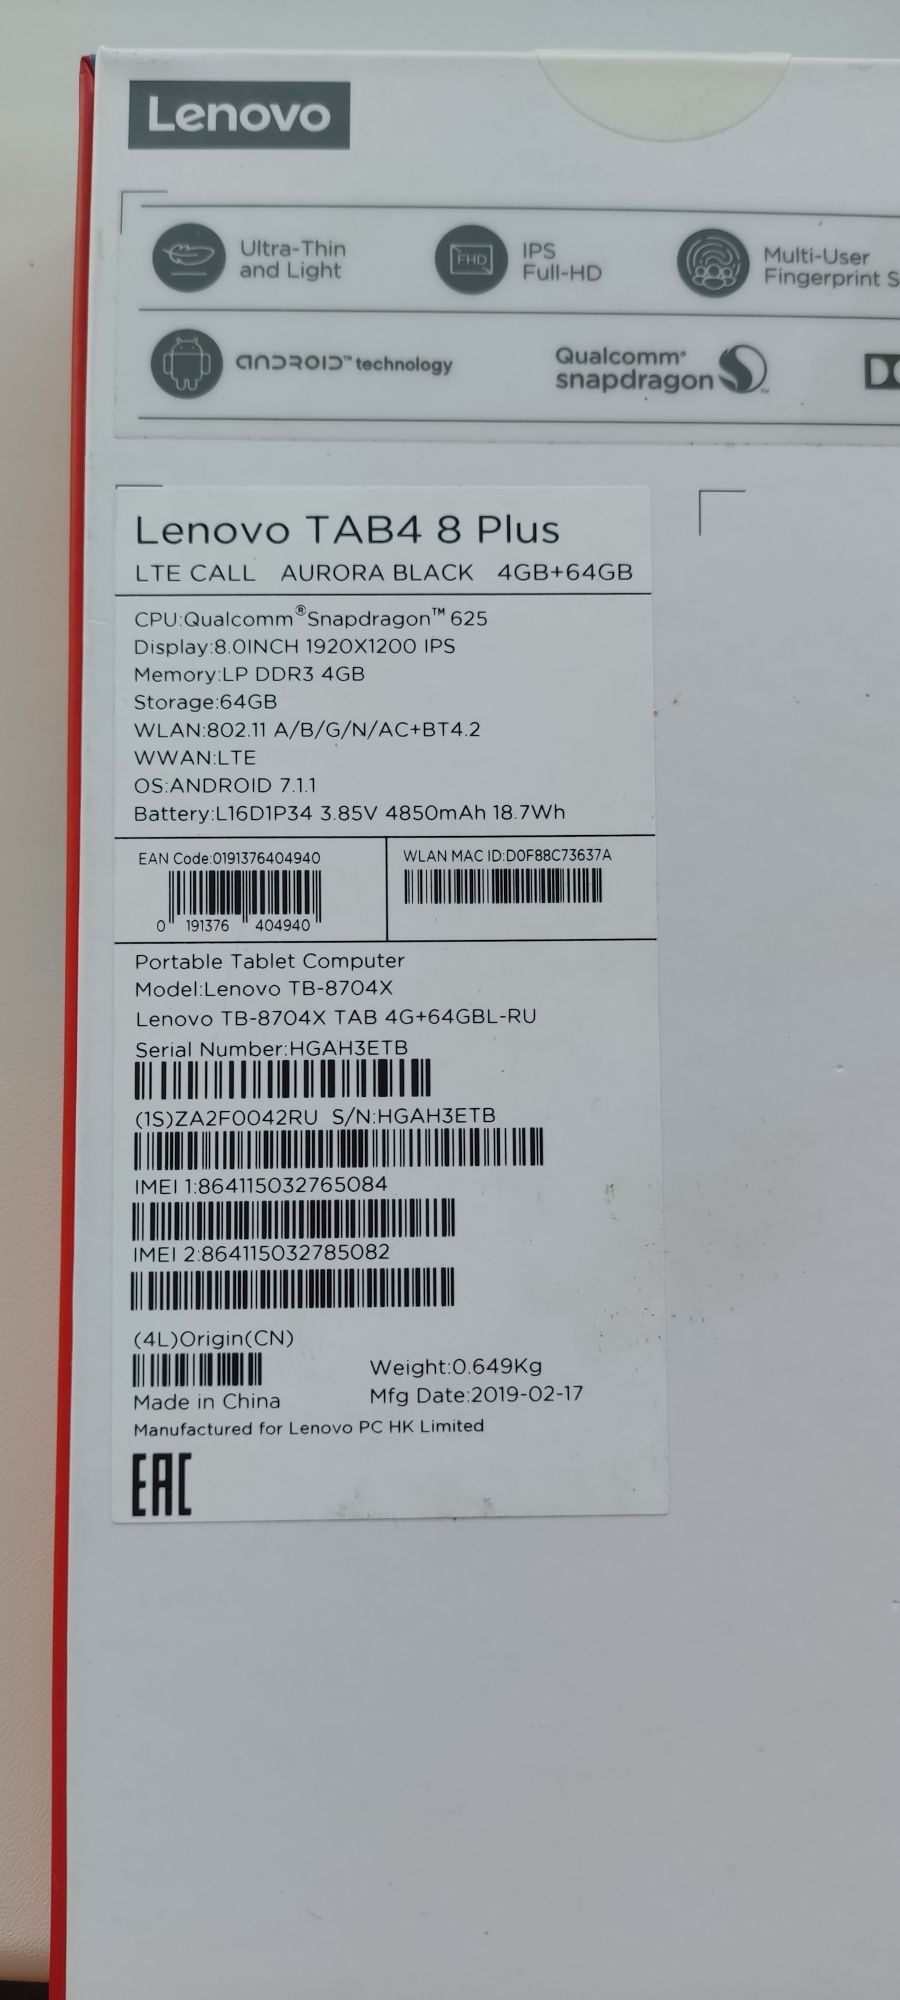 Lenovo
Ultra-Thin
and Light
FHD
IPS
Full-HD
Multi-User
Fingerprint
ANDROID™ technology
Qualcomm®
snapdragon™
Lenovo TAB4 8 Plus
LTE CALL AURORA BLACK 4GB+64GB
CPU:Qualcomm®Snapdragon™ 625
Display:8.0INCH 1920X1200 IPS
Memory:LP DDR3 4GB
Storage:64GB
WLAN:802.11 A/B/G/N/AC+BT4.2
WWAN:LTE
OS:ANDROID 7.1.1
Battery:L16D1P34 3.85V 4850mAh 18.7Wh
EAN Code:0191376404940
0 191376 404940
WLAN MAC ID:D0F88C73637A
Portable Tablet Computer
Model:Lenovo TB-8704X
Lenovo TB-8704X TAB 4G+64GBL-RU
Serial Number:HGAH3ETB
(1S)ZA2F0042RU S/N:HGAH3ETB
IMEI 1:864115032765084
IMEI 2:864115032785082
(4L)Origin(CN)
Made in China
Weight:0.649Kg
Mfg Date:2019-02-17
Manufactured for Lenovo PC HK Limited
EAC